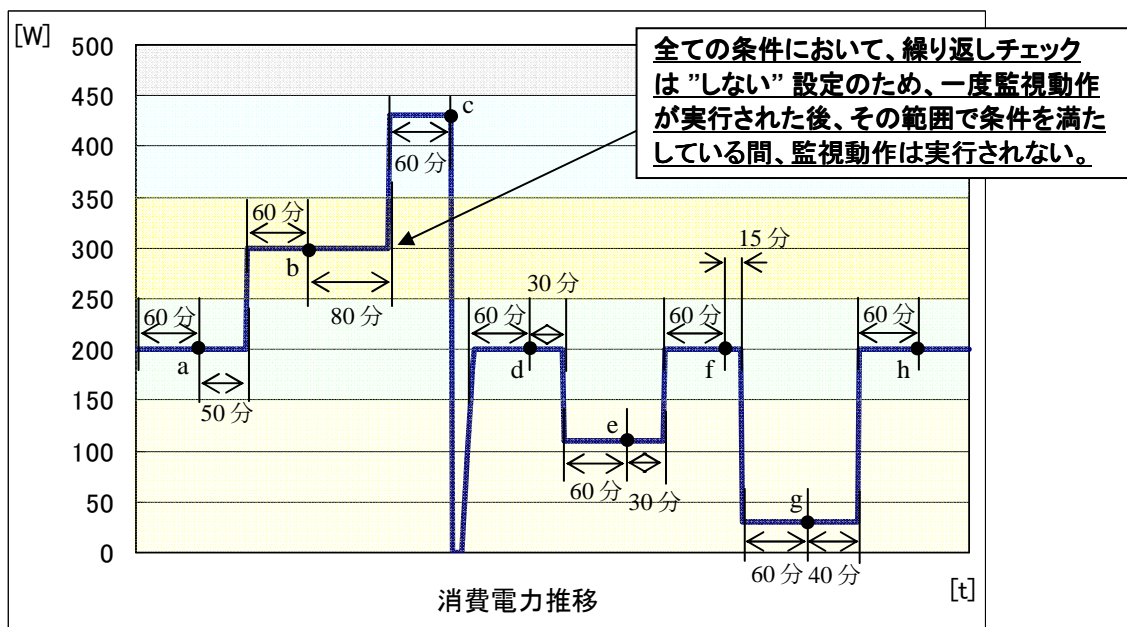 [W]
全ての条件において、繰り返しチェック
は ”しない” 設定のため、一度監視動作
が実行された後、その範囲で条件を満た
している間、監視動作は実行されない。
500
450
400
350
300
250
200
150
100
50
0
60 分
a
50 分
60 分
b
80 分
60 分
c
60 分
d
30 分
60 分
e
30 分
60 分
f
15 分
60 分
g
40 分
60 分
h
消費電力推移
[t]